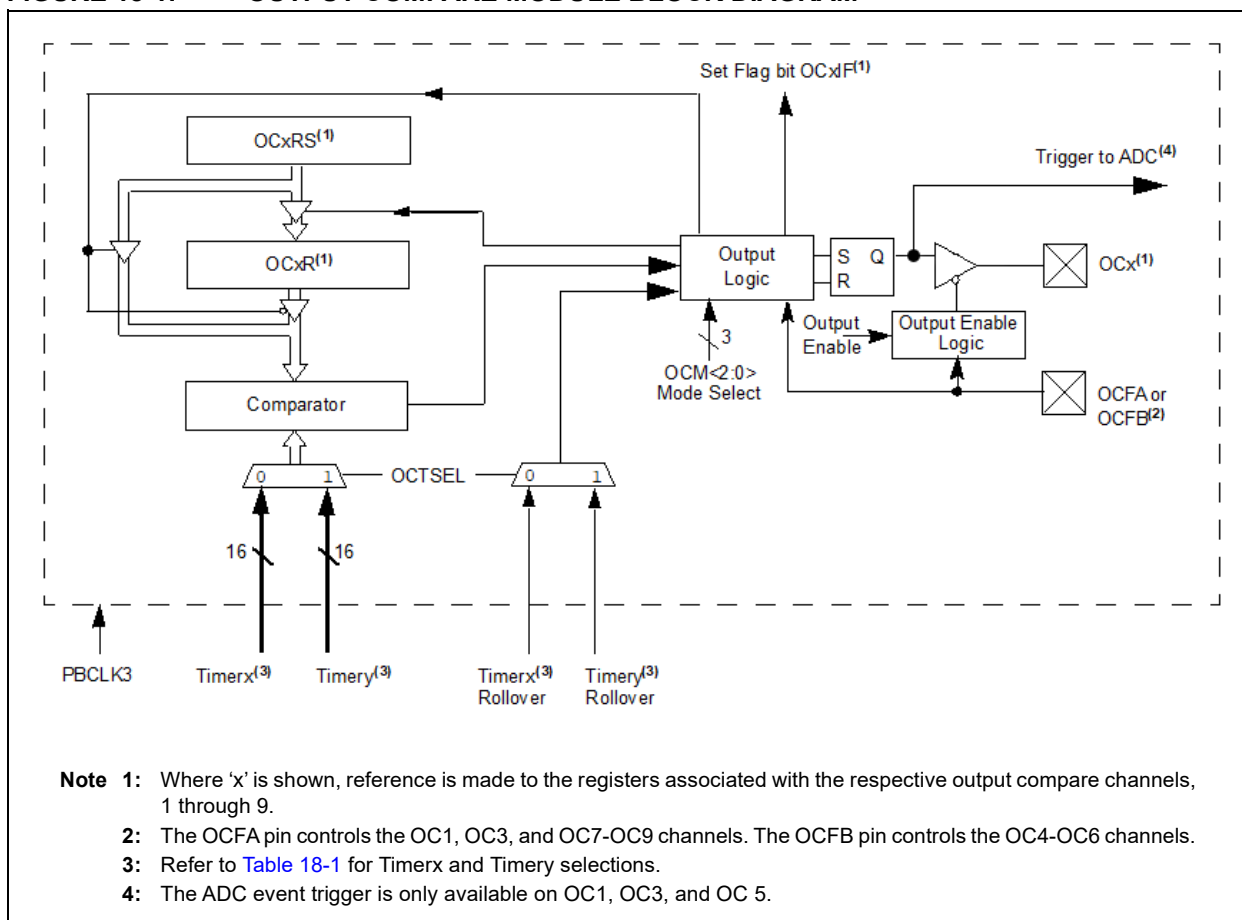 Set Flag bit OCxIF(1)
OCxRS(1)
Trigger to ADC(4)
OCxR(1)
Output
Logic
S Q
R
OCx(1)
Output
Enable
Output Enable
Logic
3
OCM<2:0>
Mode Select
Comparator
OCFA or
OCFB(2)
0 1
OCTSEL
0 1
16
16
PBCLK3
Timerx(3)
Timery(3)
Timerx(3)
Rollover
Timery(3)
Rollover
Note 1: Where ‘x’ is shown, reference is made to the registers associated with the respective output compare channels,
1 through 9.
2: The OCFA pin controls the OC1, OC3, and OC7-OC9 channels. The OCFB pin controls the OC4-OC6 channels.
3: Refer to Table 18-1 for Timerx and Timery selections.
4: The ADC event trigger is only available on OC1, OC3, and OC 5.